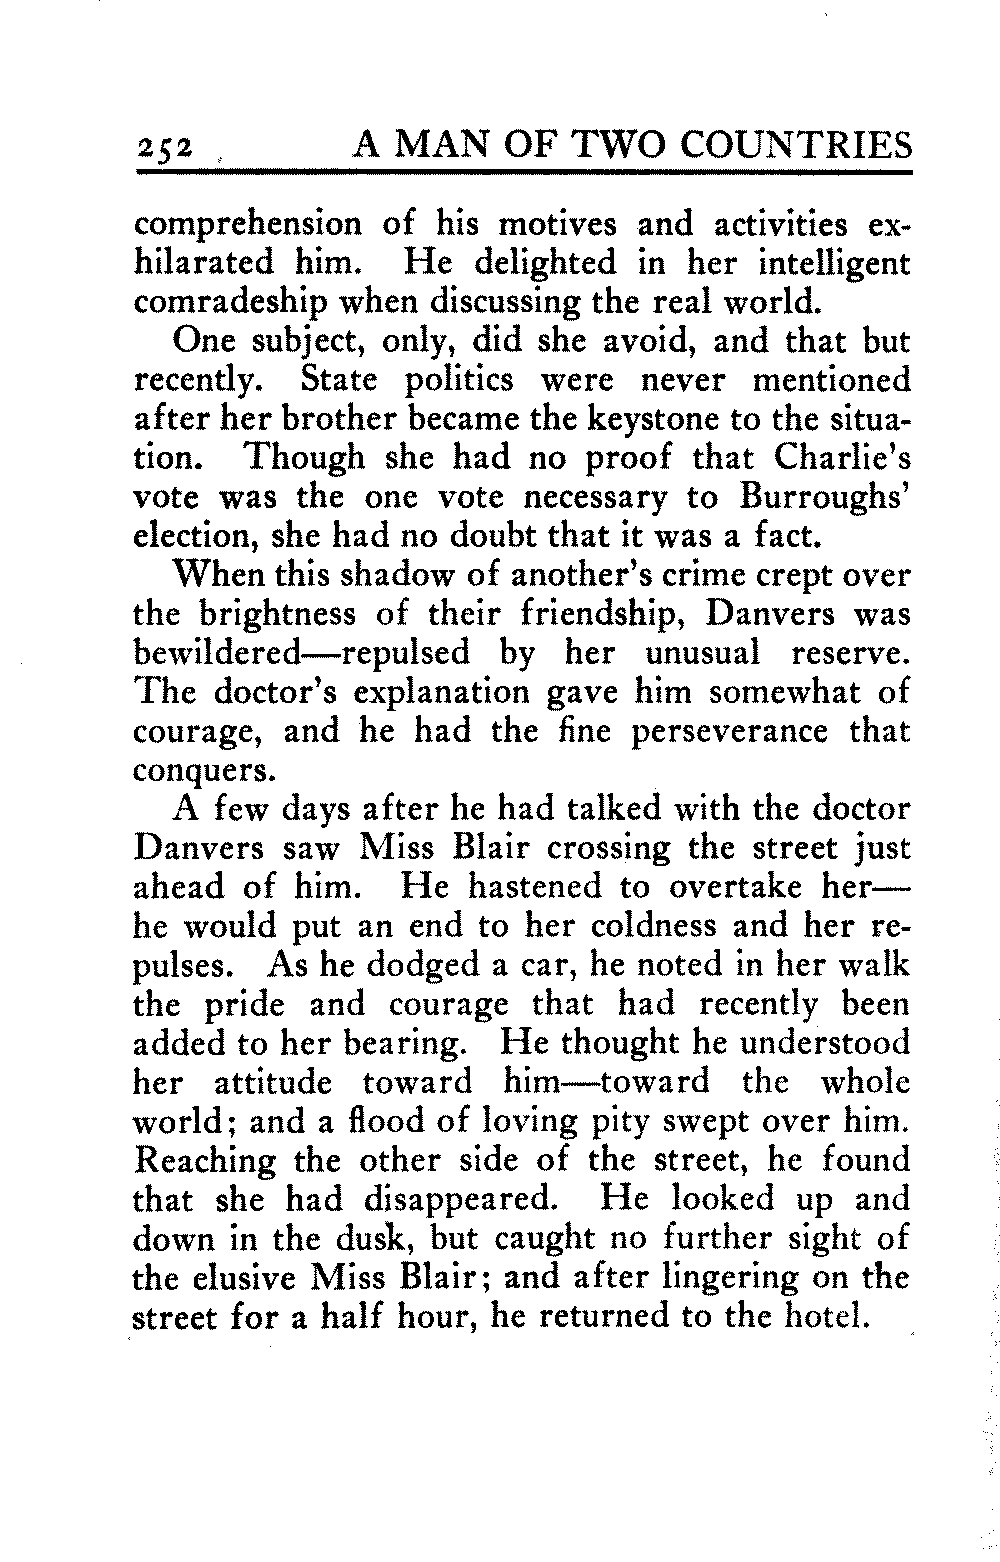 252 A MAN OF TWO COUNTRIES
comprehension of his motives and activities ex-
hilarated him. He delighted in her intelligent
comradeship when discussing the real world.
One subject, only, did she avoid, and that but
recently. State politics were never mentioned
after her brother became the keystone to the situa-
tion. Though she had no proof that Charlie's
vote was the one vote necessary to Burroughs'
election, she had no doubt that it was a fact.
When this shadow of another's crime crept over
the brightness of their friendship, Danvers was
bewildered—repulsed by her unusual reserve.
The doctor's explanation gave him somewhat of
courage, and he had the fine perseverance that
conquers.
A few days after he had talked with the doctor
Danvers saw Miss Blair crossing the street just
ahead of him. He hastened to overtake her—
he would put an end to her coldness and her re-
pulses. As he dodged a car, he noted in her walk
the pride and courage that had recently been
added to her bearing. He thought he understood
her attitude toward him—toward the whole
world; and a flood of loving pity swept over him.
Reaching the other side of the street, he found
that she had disappeared. He looked up and
down in the dusk, but caught no further sight of
the elusive Miss Blair; and after lingering on the
street for a half hour, he returned to the hotel.